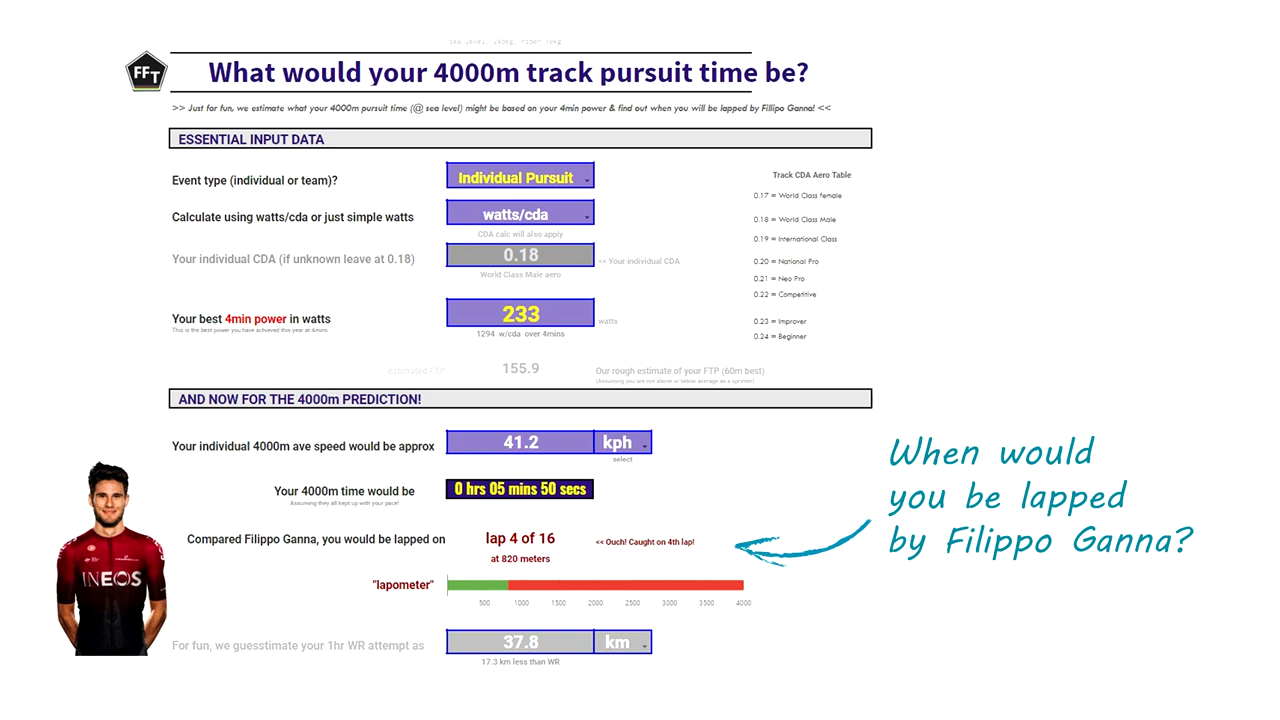 sea level, 24deg, floor 1deg
FFT
What would your 4000m track pursuit time be?
>> Just for fun, we estimate what your 4000m pursuit time (@ sea level) might be based on your 4min power & find out when you will be lapped by Fillipo Ganna! <<
ESSENTIAL INPUT DATA
Event type (individual or team)? Individual Pursuit
Track CDA Aero Table
0.17 = World Class female
Calculate using watts/cda or just simple watts watts/cda
0.18 = World Class Male
CDA calc will also apply
0.19 = International Class
Your individual CDA (if unknown leave at 0.18) 0.18 << Your individual CDA
0.20 = National Pro
World Class Male aero
0.21 = Neo Pro
0.22 = Competitive
Your best 4min power in watts 233 watts
0.23 = Improver
This is the best power you have achieved this year at 4mins
1294 w/cda over 4mins
0.24 = Beginner
estimated FTP 155.9 Our rough estimate of your FTP (60m best)
(Assuming you are not above or below average as a sprinter)
AND NOW FOR THE 4000m PREDICTION!
Your individual 4000m ave speed would be approx 41.2 kph
select
Your 4000m time would be 0 hrs 05 mins 50 secs
Assuming they all kept up with your pace!
Compared Filippo Ganna, you would be lapped on lap 4 of 16 << Ouch! Caught on 4th lap!
at 820 meters
"lapometer"
500 1000 1500 2000 2500 3000 3500 4000
For fun, we guesstimate your 1hr WR attempt as 37.8 km
17.3 km less than WR
When would
you be lapped
by Filippo Ganna?
INEOS